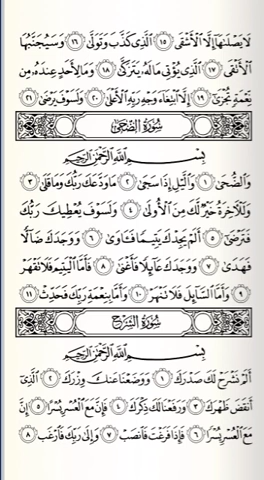 لَا يَصْلَىٰهَا إِلَّا ٱلْأَشْقَى ١٥ ٱلَّذِى كَذَّبَ وَتَوَلَّىٰ ١٦ وَسَيُجَنَّبُهَا
ٱلْأَتْقَى ١٧ ٱلَّذِى يُؤْتِى مَالَهُۥ يَتَزَكَّىٰ ١٨ وَمَا لِأَحَدٍ عِندَهُۥ مِن
نِّعْمَةٍ تُجْزَىٰٓ ١٩ إِلَّا ٱبْتِغَآءَ وَجْهِ رَبِّهِ ٱلْأَعْلَىٰ ٢٠ وَلَسَوْفَ يَرْضَىٰ ٢١
سُورَةُ الضُّحَىٰ
بِسْمِ ٱللَّهِ ٱلرَّحْمَٰنِ ٱلرَّحِيمِ
وَٱلضُّحَىٰ ١ وَٱلَّيْلِ إِذَا سَجَىٰ ٢ مَا وَدَّعَكَ رَبُّكَ وَمَا قَلَىٰ ٣
وَلَلْـَٔاخِرَةُ خَيْرٌ لَّكَ مِنَ ٱلْأُولَىٰ ٤ وَلَسَوْفَ يُعْطِيكَ رَبُّكَ
فَتَرْضَىٰٓ ٥ أَلَمْ يَجِدْكَ يَتِيمًا فَـَٔاوَىٰ ٦ وَوَجَدَكَ ضَآلًّا
فَهَدَىٰ ٧ وَوَجَدَكَ عَآئِلًا فَأَغْنَىٰ ٨ فَأَمَّا ٱلْيَتِيمَ فَلَا تَقْهَرْ
٩ وَأَمَّا ٱلسَّآئِلَ فَلَا تَنْهَرْ ١٠ وَأَمَّا بِنِعْمَةِ رَبِّكَ فَحَدِّثْ ١١
سُورَةُ الشَّرْحِ
بِسْمِ ٱللَّهِ ٱلرَّحْمَٰنِ ٱلرَّحِيمِ
أَلَمْ نَشْرَحْ لَكَ صَدْرَكَ ١ وَوَضَعْنَا عَنكَ وِزْرَكَ ٢ ٱلَّذِىٓ
أَنقَضَ ظَهْرَكَ ٣ وَرَفَعْنَا لَكَ ذِكْرَكَ ٤ فَإِنَّ مَعَ ٱلْعُسْرِ يُسْرًا ٥ إِنَّ
مَعَ ٱلْعُسْرِ يُسْرًا ٦ فَإِذَا فَرَغْتَ فَٱنصَبْ ٧ وَإِلَىٰ رَبِّكَ فَٱرْغَب ٨